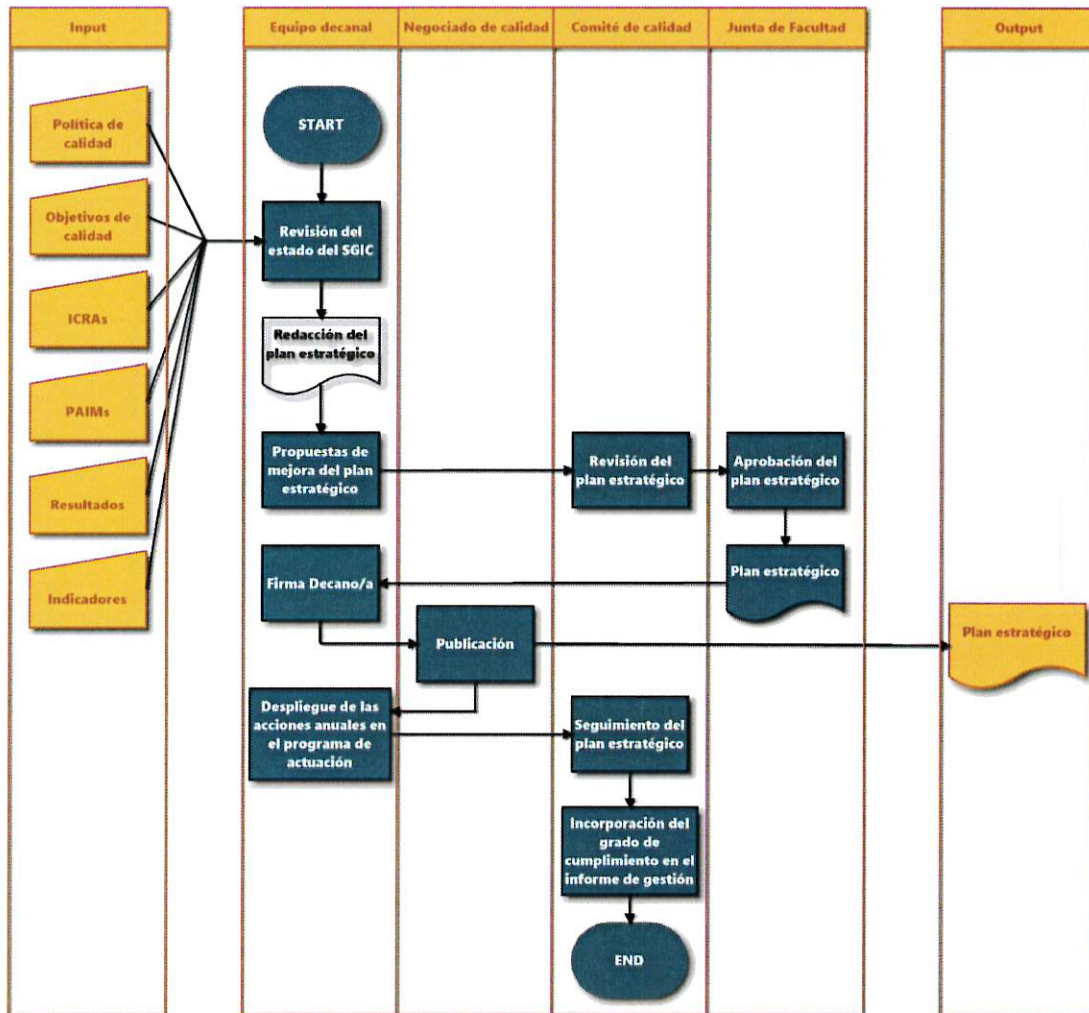 Input
Equipo decanal
Negociado de calidad
Comité de calidad
Junta de Facultad
Output
Política de
calidad
Objetivos de
calidad
ICRAs
PAIMs
Resultados
Indicadores
START
Revisión del
estado del SGIC
Redacción del
plan estratégico
Propuestas de
mejora del plan
estratégico
Revisión del
plan estratégico
Aprobación del
plan estratégico
Plan estratégico
Firma Decano/a
Publicación
Plan estratégico
Despliegue de las
acciones anuales en
el programa de
actuación
Seguimiento del
plan estratégico
Incorporación del
grado de
cumplimiento en el
informe de gestión
END